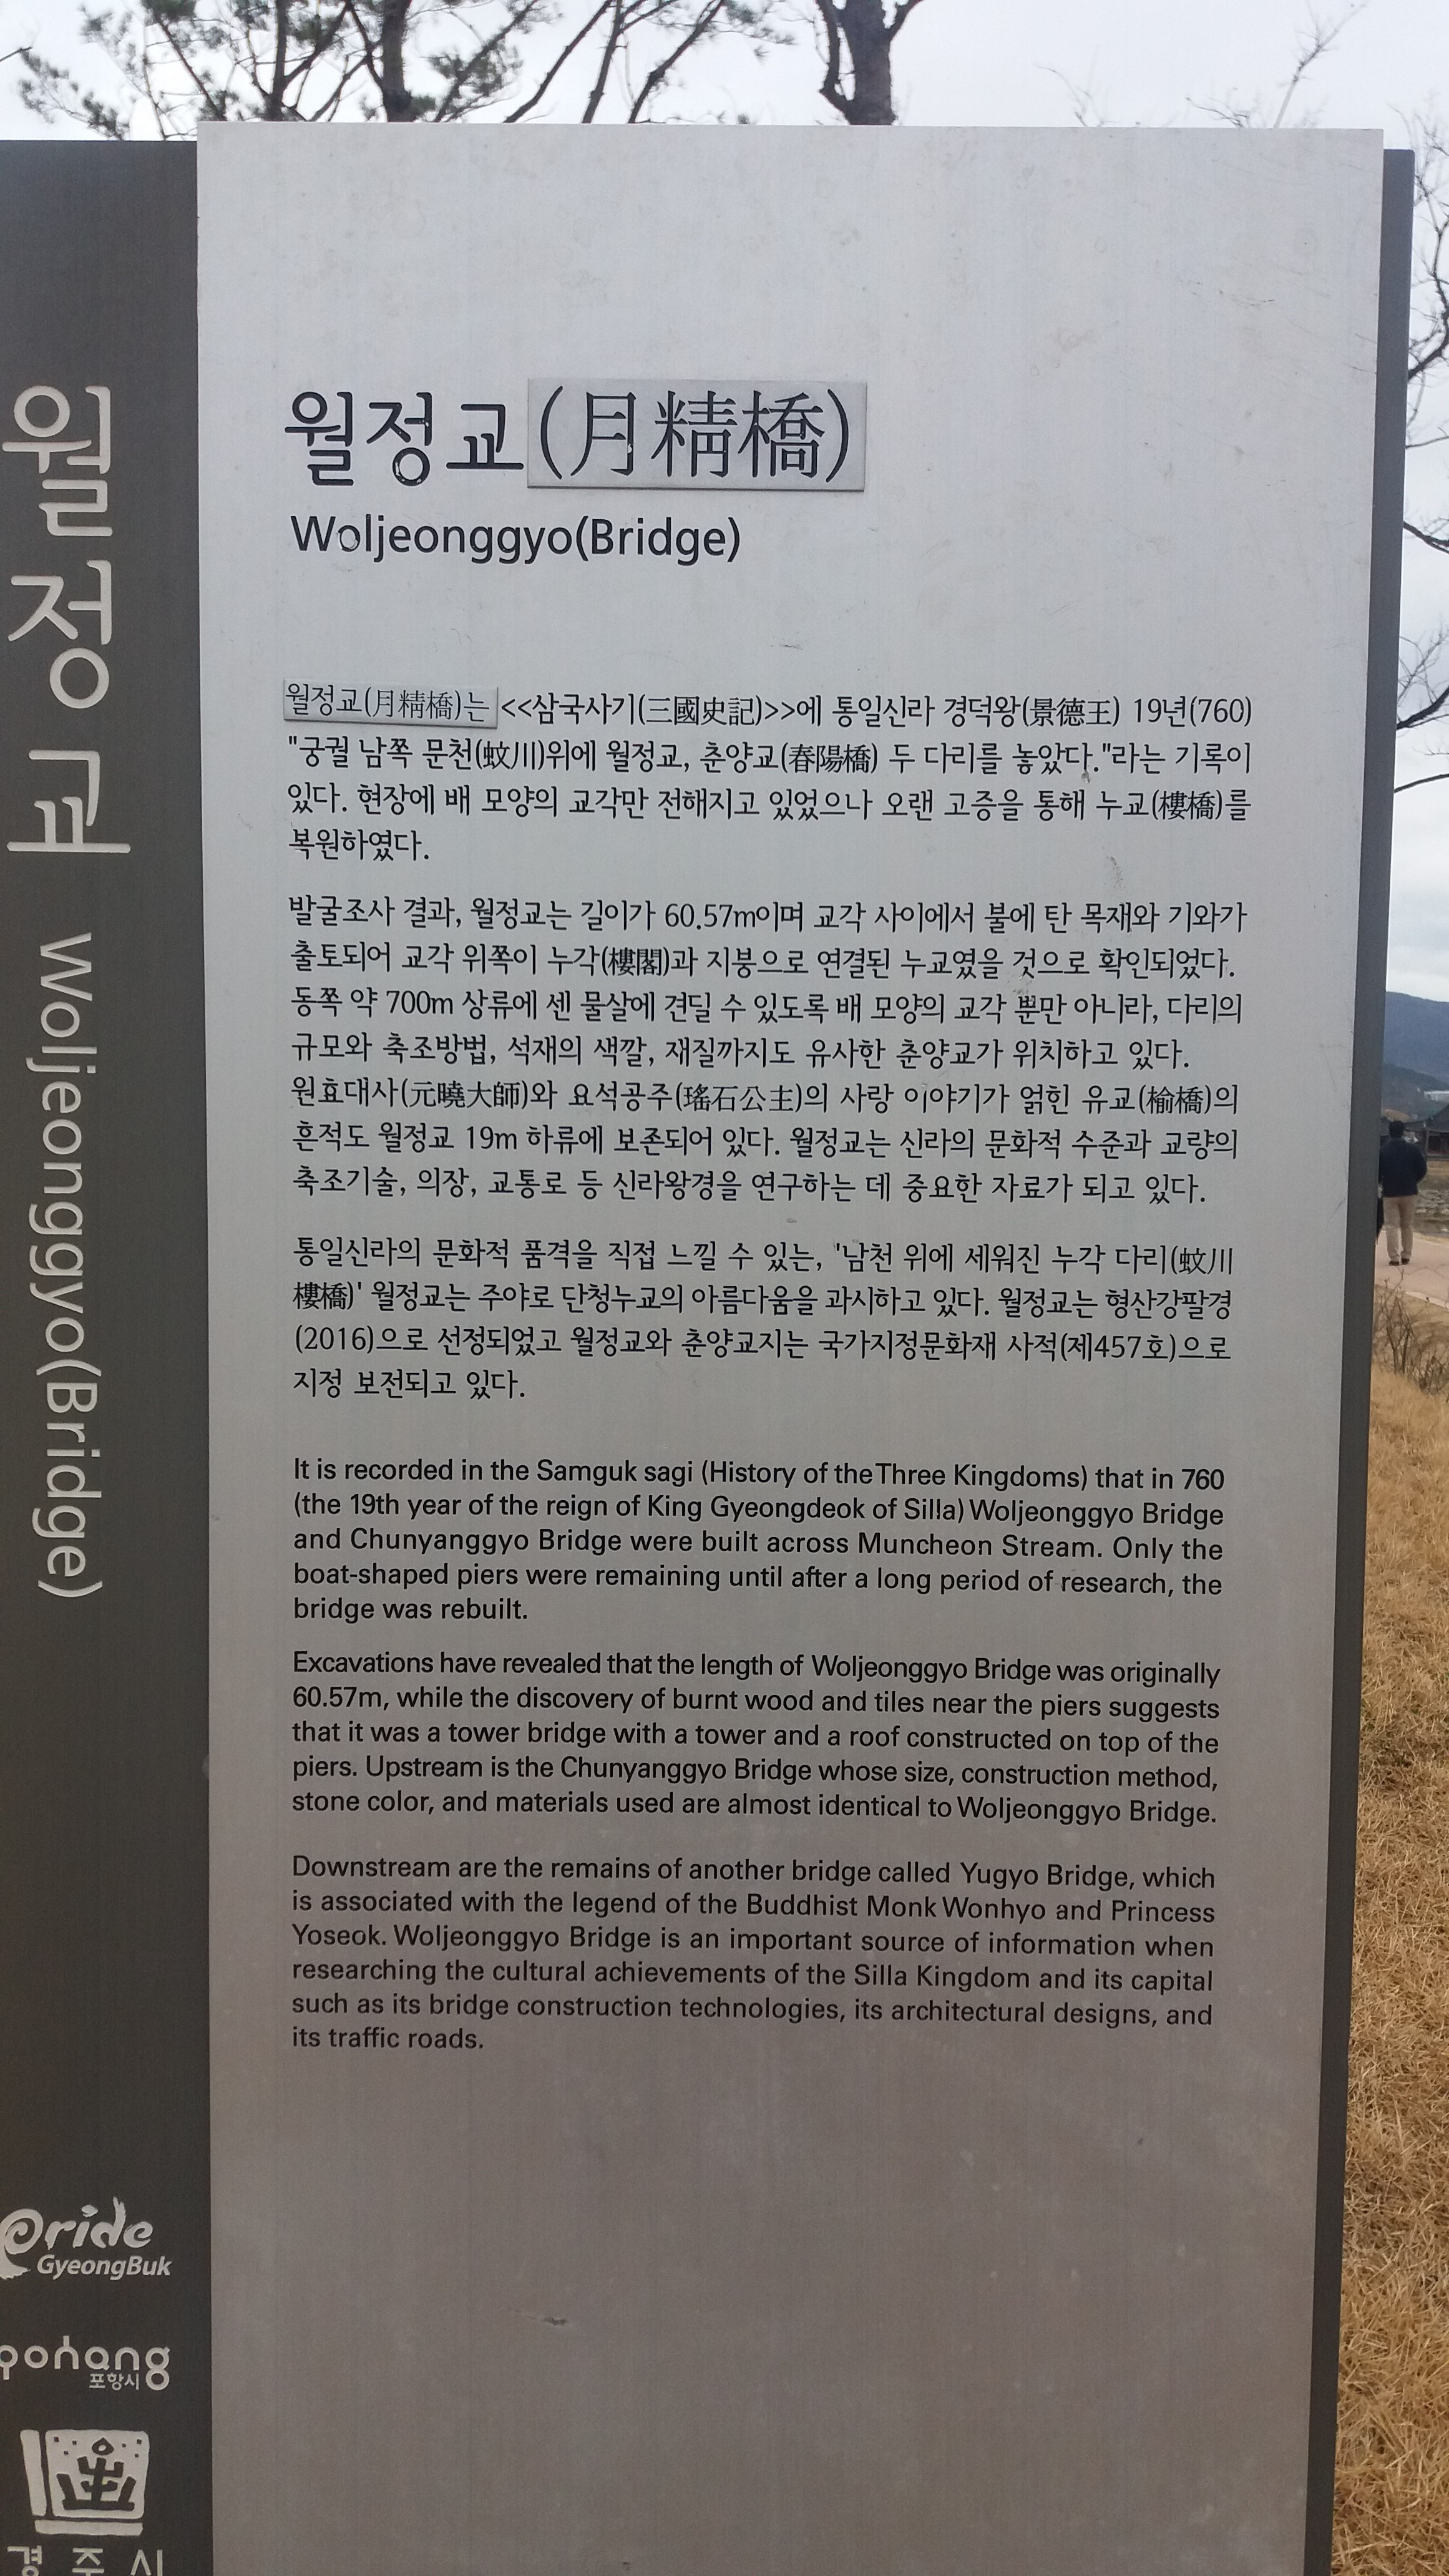 월정교 Woljeonggyo(Bridge)
월정교(月精橋)
Woljeonggyo(Bridge)
월정교(月精橋)는 <<삼국사기(三國史記)>>에 통일신라 경덕왕(景德王) 19년(760)
"궁궐 남쪽 문천(蚊川)위에 월정교, 춘양교(春陽橋) 두 다리를 놓았다."라는 기록이
있다. 현장에 배 모양의 교각만 전해지고 있었으나 오랜 고증을 통해 누교(樓橋)를
복원하였다.
발굴조사 결과, 월정교는 길이가 60.57m이며 교각 사이에서 불에 탄 목재와 기와가
출토되어 교각 위쪽이 누각(樓閣)과 지붕으로 연결된 누교였을 것으로 확인되었다.
동쪽 약 700m 상류에 센 물살에 견딜 수 있도록 배 모양의 교각 뿐만 아니라, 다리의
규모와 축조방법, 석재의 색깔, 재질까지도 유사한 춘양교가 위치하고 있다.
원효대사(元曉大師)와 요석공주(瑤石公主)의 사랑 이야기가 얽힌 유교(楡橋)의
흔적도 월정교 19m 하류에 보존되어 있다. 월정교는 신라의 문화적 수준과 교량의
축조기술, 의장, 교통로 등 신라왕경을 연구하는 데 중요한 자료가 되고 있다.
통일신라의 문화적 품격을 직접 느낄 수 있는, '남천 위에 세워진 누각 다리(蚊川
樓橋)' 월정교는 주야로 단청누교의 아름다움을 과시하고 있다. 월정교는 형산강팔경
(2016)으로 선정되었고 월정교와 춘양교지는 국가지정문화재 사적(제457호)으로
지정 보전되고 있다.
It is recorded in the Samguk sagi (History of the Three Kingdoms) that in 760
(the 19th year of the reign of King Gyeongdeok of Silla) Woljeonggyo Bridge
and Chunyanggyo Bridge were built across Muncheon Stream. Only the
boat-shaped piers were remaining until after a long period of research, the
bridge was rebuilt.
Excavations have revealed that the length of Woljeonggyo Bridge was originally
60.57m, while the discovery of burnt wood and tiles near the piers suggests
that it was a tower bridge with a tower and a roof constructed on top of the
piers. Upstream is the Chunyanggyo Bridge whose size, construction method,
stone color, and materials used are almost identical to Woljeonggyo Bridge.
Downstream are the remains of another bridge called Yugyo Bridge, which
is associated with the legend of the Buddhist Monk Wonhyo and Princess
Yoseok. Woljeonggyo Bridge is an important source of information when
researching the cultural achievements of the Silla Kingdom and its capital
such as its bridge construction technologies, its architectural designs, and
its traffic roads.
Pride
GyeongBuk
pohang
포항시
경주시